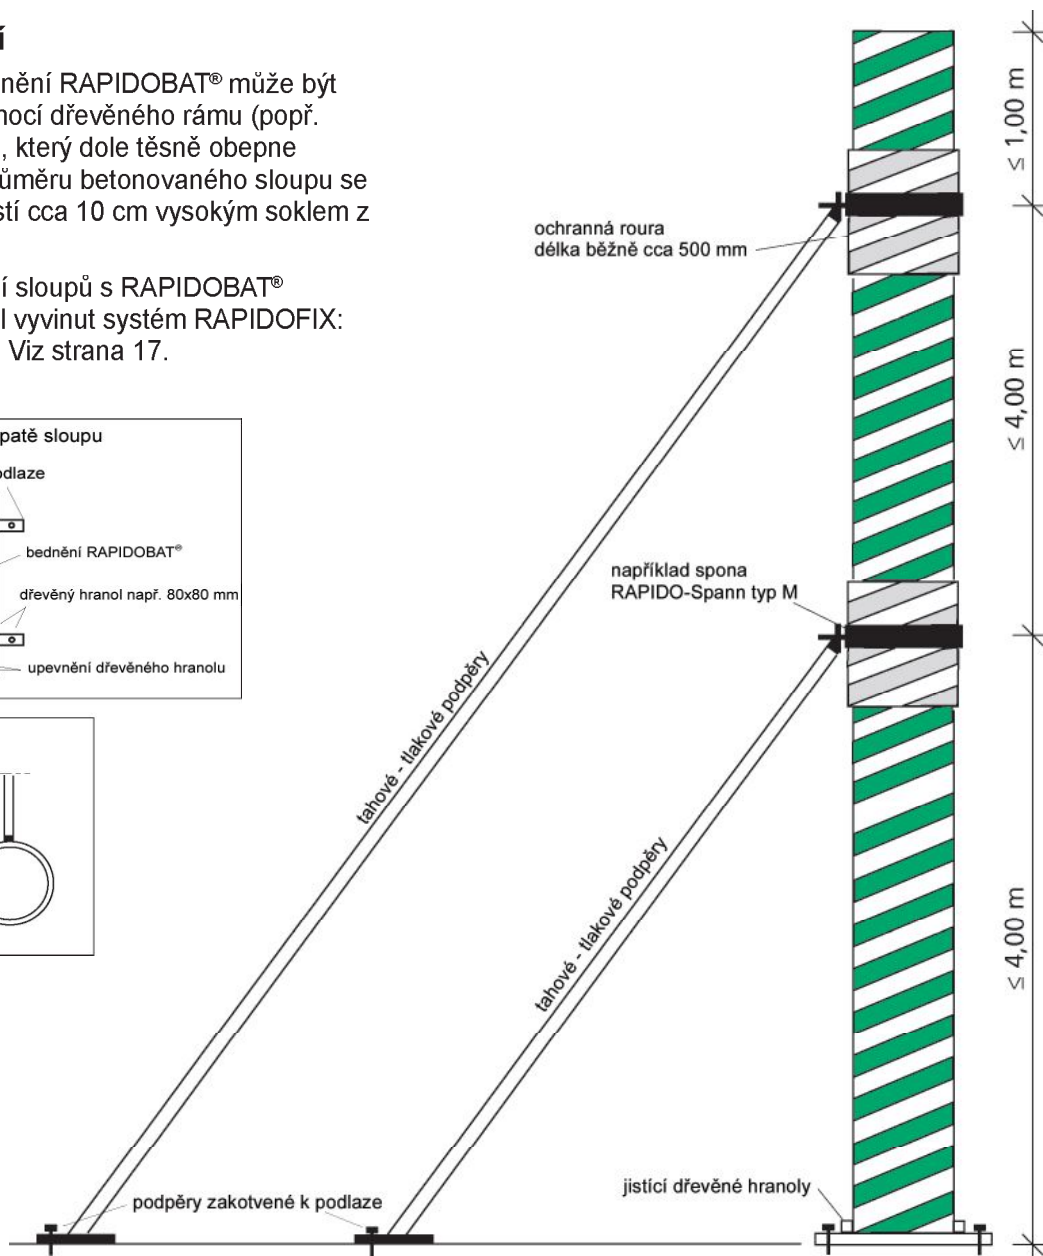 nění RAPIDOBAT® může být
mocí dřevěného rámu (popř.
, který dole těsně obepne
ůměru betonovaného sloupu se
stí cca 10 cm vysokým soklem z
í sloupů s RAPIDOBAT®
l vyvinut systém RAPIDOFIX:
Viz strana 17.
patě sloupu
odlaze
bednění RAPIDOBAT®
dřevěný hranol např. 80x80 mm
upevnění dřevěného hranolu
≤ 1,00 m
ochranná roura
délka běžně cca 500 mm
≤ 4,00 m
například spona
RAPIDO-Spann typ M
tahové - tlakové podpěry
tahové - tlakové podpěry
≤ 4,00 m
jistící dřevěné hranoly
podpěry zakotvené k podlaze